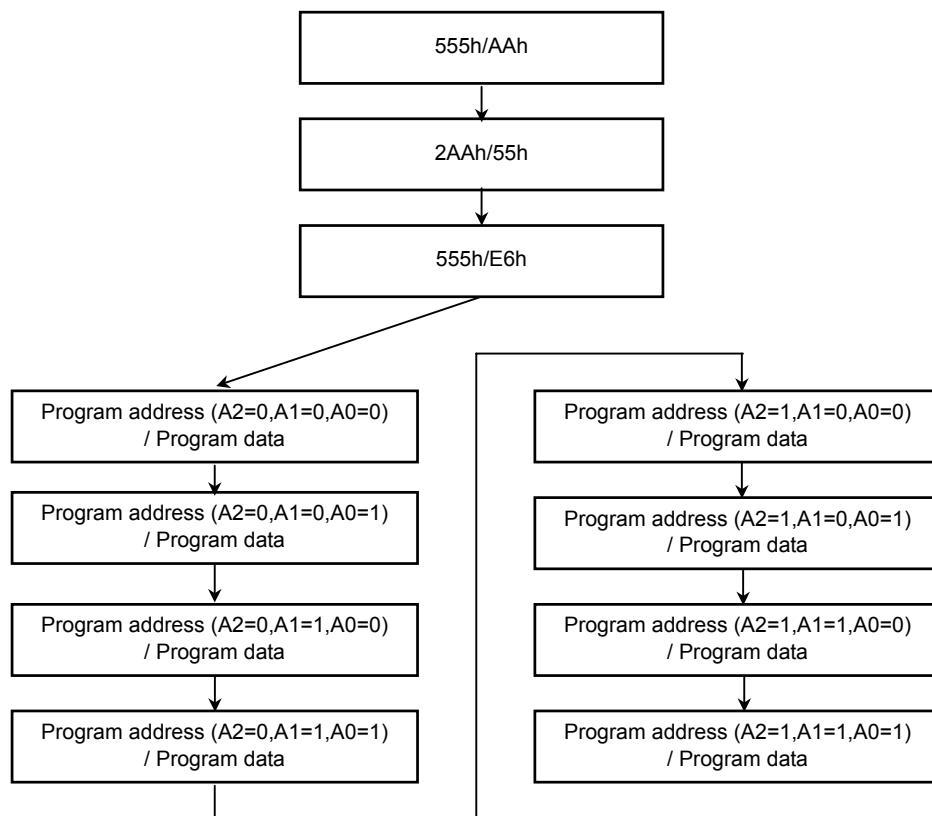 555h/AAh
2AAh/55h
555h/E6h
Program address (A2=0,A1=0,A0=0)
/ Program data
Program address (A2=0,A1=0,A0=1)
/ Program data
Program address (A2=0,A1=1,A0=0)
/ Program data
Program address (A2=0,A1=1,A0=1)
/ Program data
Program address (A2=1,A1=0,A0=0)
/ Program data
Program address (A2=1,A1=0,A0=1)
/ Program data
Program address (A2=1,A1=1,A0=0)
/ Program data
Program address (A2=1,A1=1,A0=1)
/ Program data